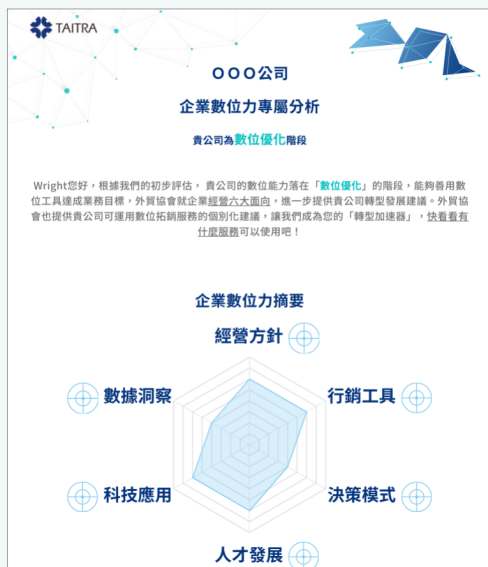 TAITRA
OOO公司
企業數位力專屬分析
貴公司為數位優化階段
Wright您好，根據我們的初步評估， 貴公司的數位能力落在「數位優化」的階段，能夠善用數
位工具達成業務目標，外貿協會就企業經營六大面向，進一步提供貴公司轉型發展建議。外貿協
會也提供貴公司可運用數位拓銷服務的個別化建議，讓我們成為您的「轉型加速器」，快看看有
什麼服務可以使用吧！
企業數位力摘要
經營方針
數據洞察
行銷工具
科技應用
決策模式
人才發展